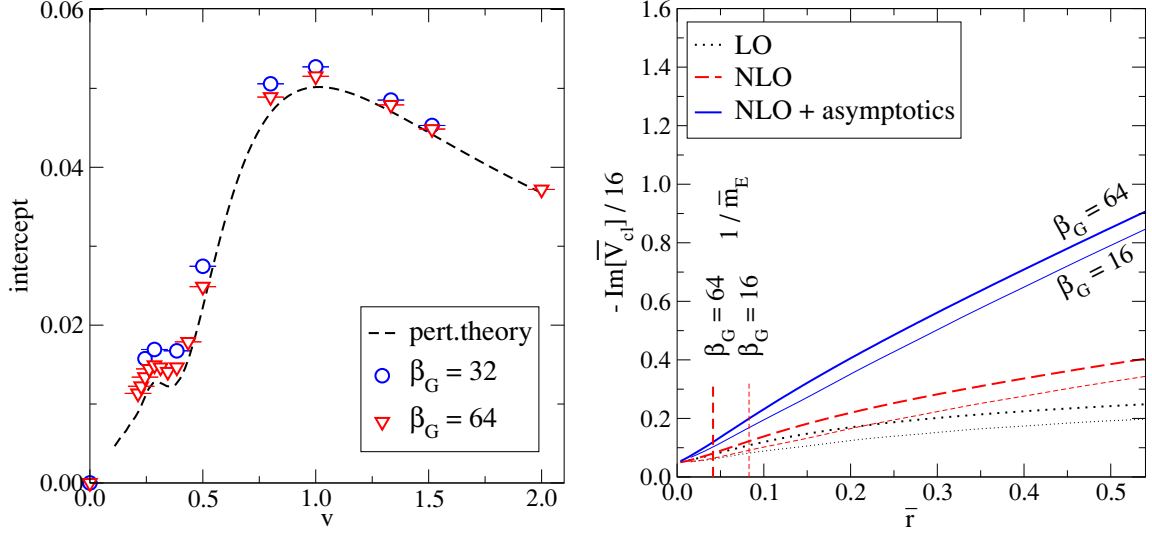 0.06
0.04
0.02
0.00
intercept
pert.theory
β_G = 32
β_G = 64
0.0 0.5 1.0 1.5 2.0
v
1.6
1.4
1.2
1.0
0.8
0.6
0.4
0.2
0.0
- Im[V̅_cl] / 16
LO
NLO
NLO + asymptotics
1 / m̅_E
β_G = 64
β_G = 16
β_G = 64
β_G = 16
0.0 0.1 0.2 0.3 0.4 0.5
r̅